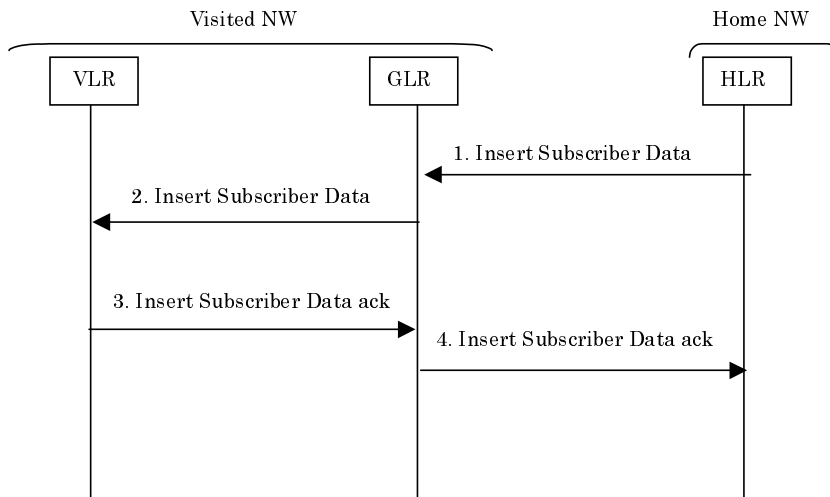 Visited NW
Home NW
VLR
GLR
HLR
1. Insert Subscriber Data
2. Insert Subscriber Data
3. Insert Subscriber Data ack
4. Insert Subscriber Data ack